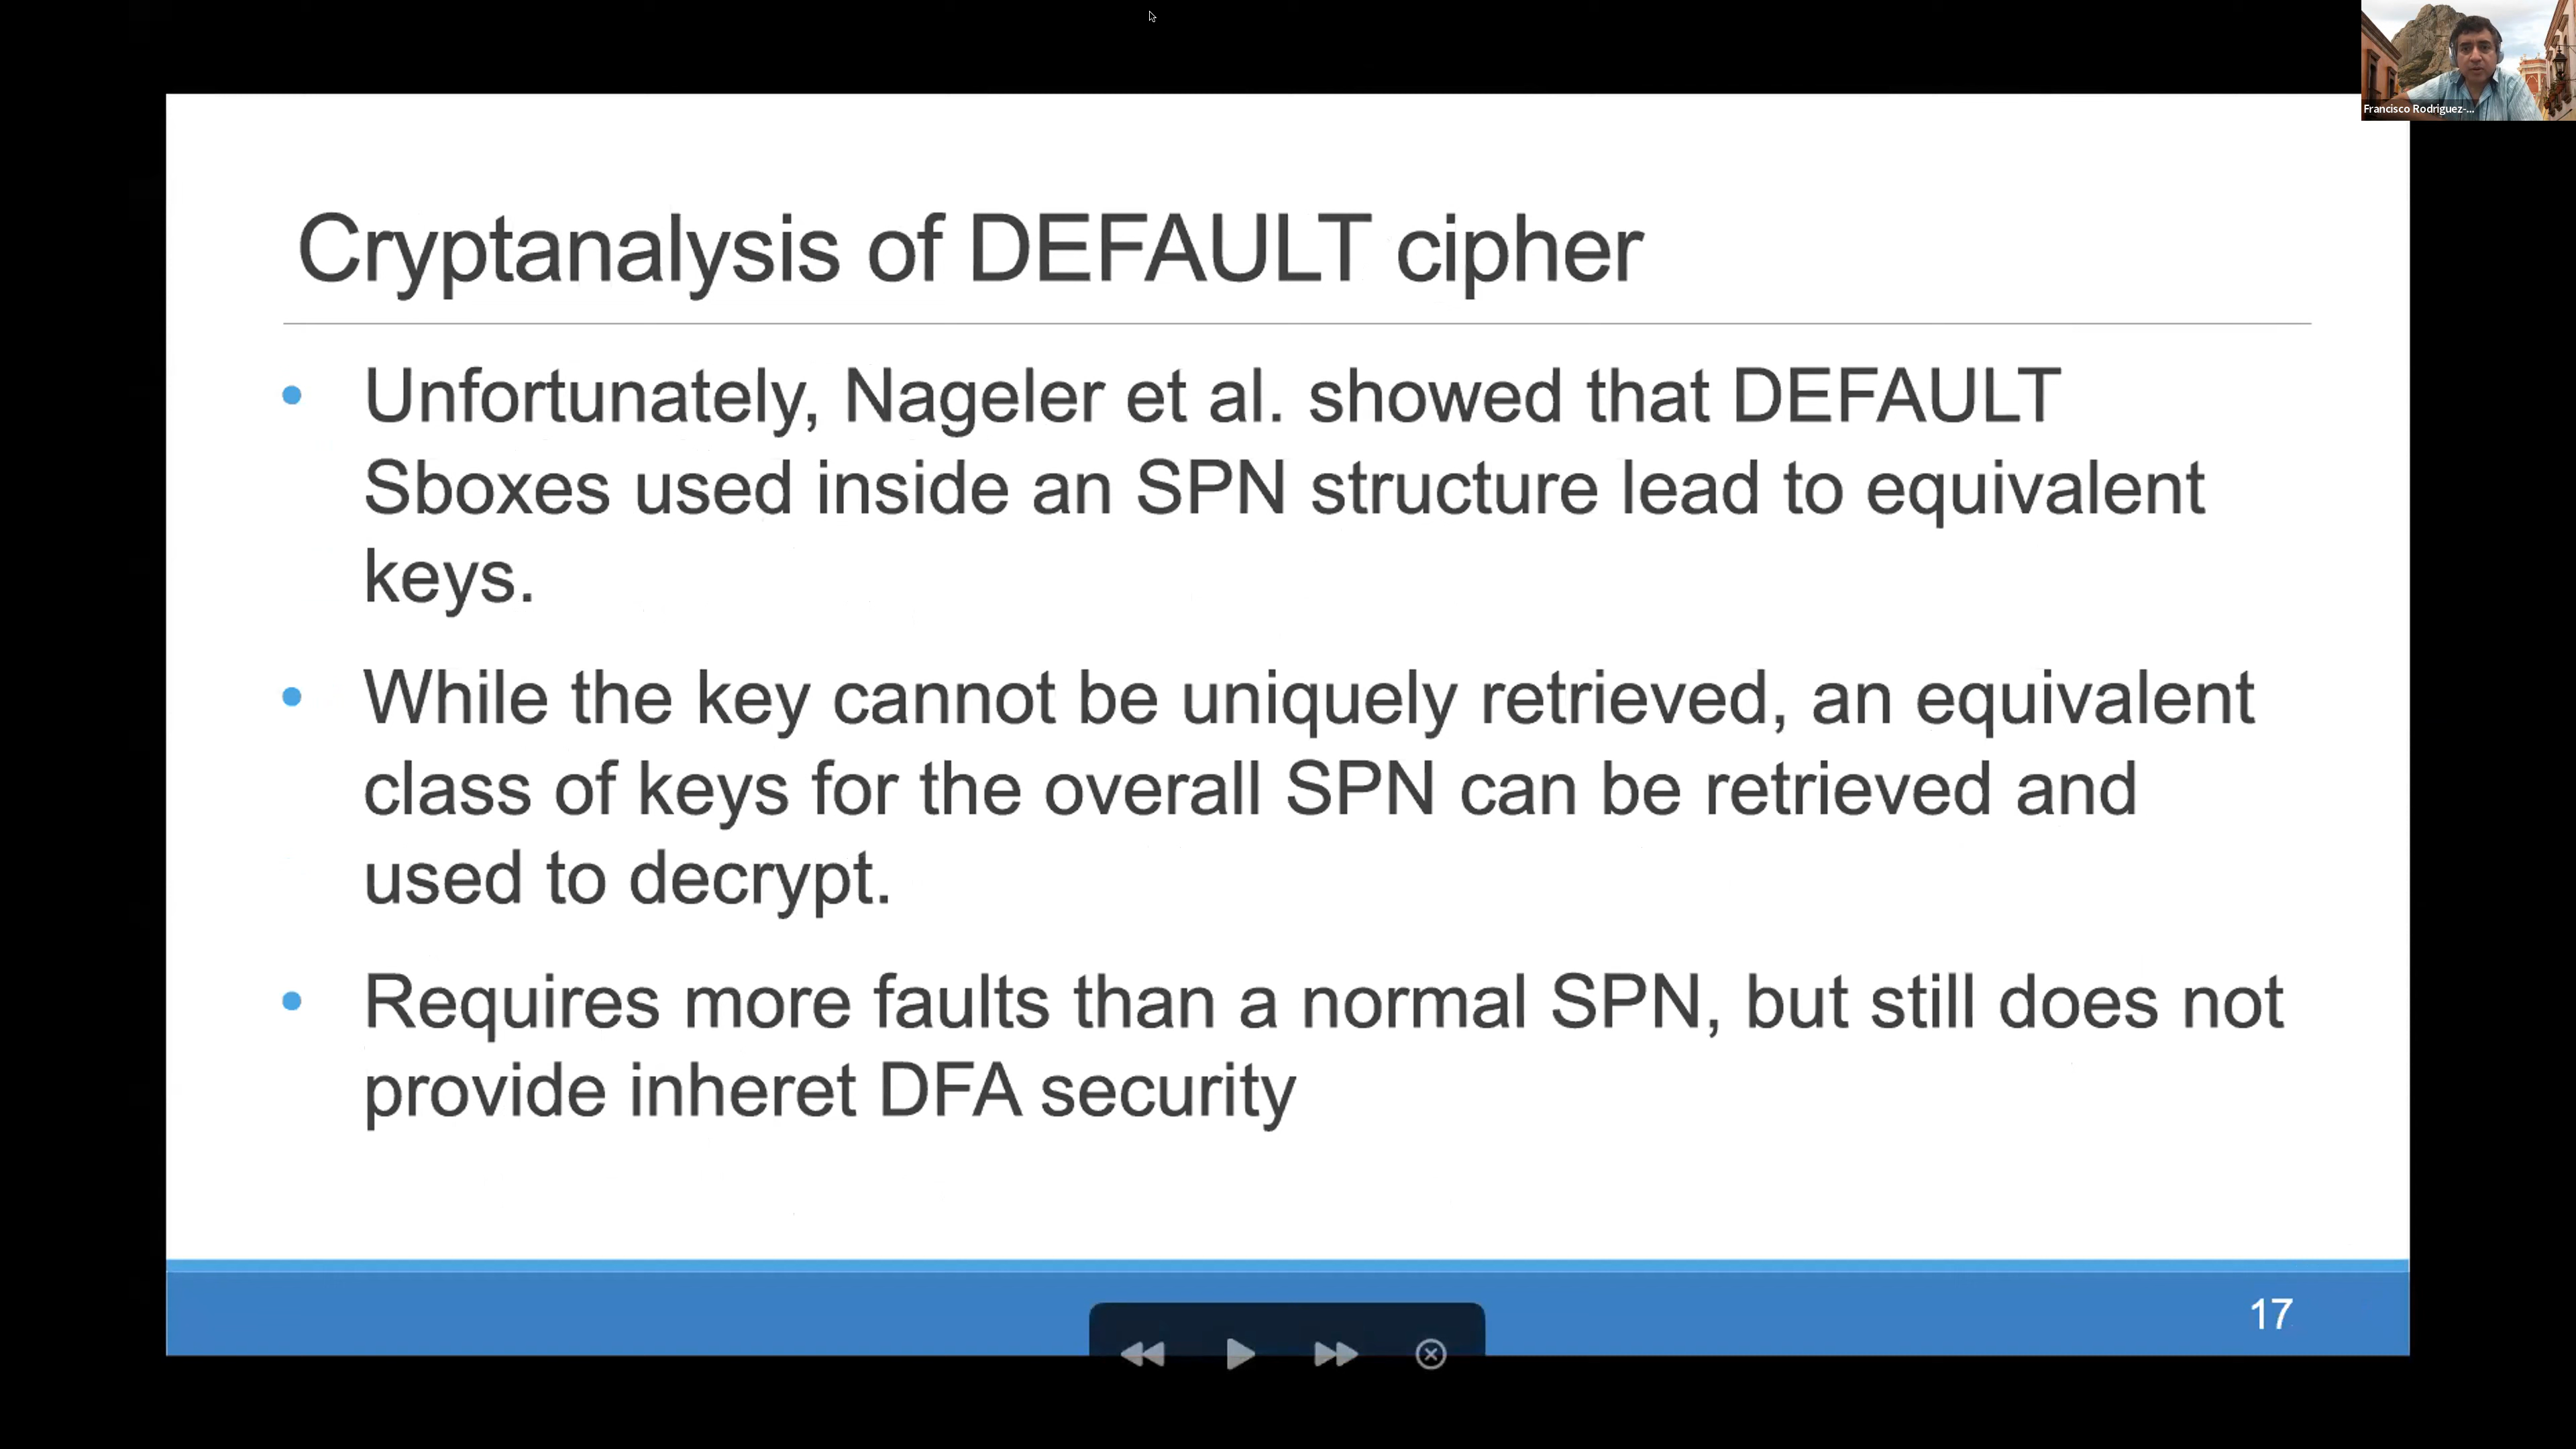 Francisco Rodriguez-...
Cryptanalysis of DEFAULT cipher
• Unfortunately, Nageler et al. showed that DEFAULT
Sboxes used inside an SPN structure lead to equivalent
keys.
• While the key cannot be uniquely retrieved, an equivalent
class of keys for the overall SPN can be retrieved and
used to decrypt.
• Requires more faults than a normal SPN, but still does not
provide inheret DFA security
17